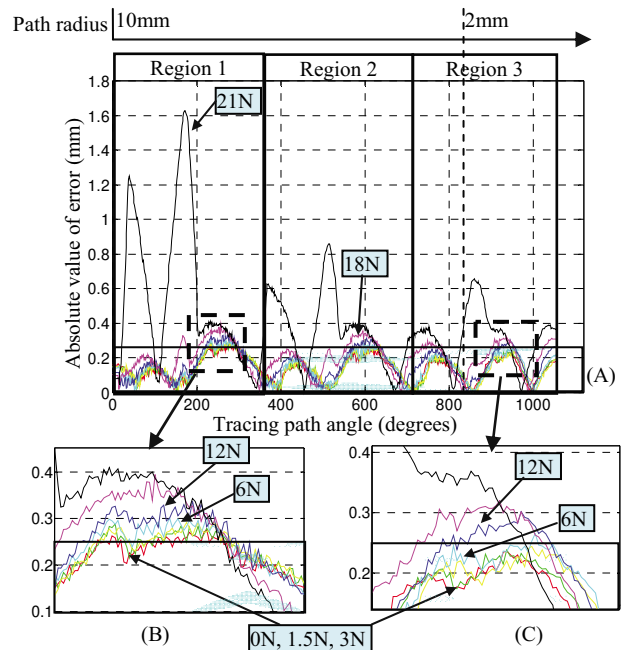 Path radius 10mm 2mm
Region 1 Region 2 Region 3
Absolute value of error (mm)
1.8
1.6
1.4
1.2
1
0.8
0.6
0.4
0.2
0
21N
18N
0 200 400 600 800 1000
Tracing path angle (degrees)
(A)
0.4
0.3
0.2
0.1
12N
6N
(B)
0.4
0.3
0.2
12N
6N
(C)
0N, 1.5N, 3N